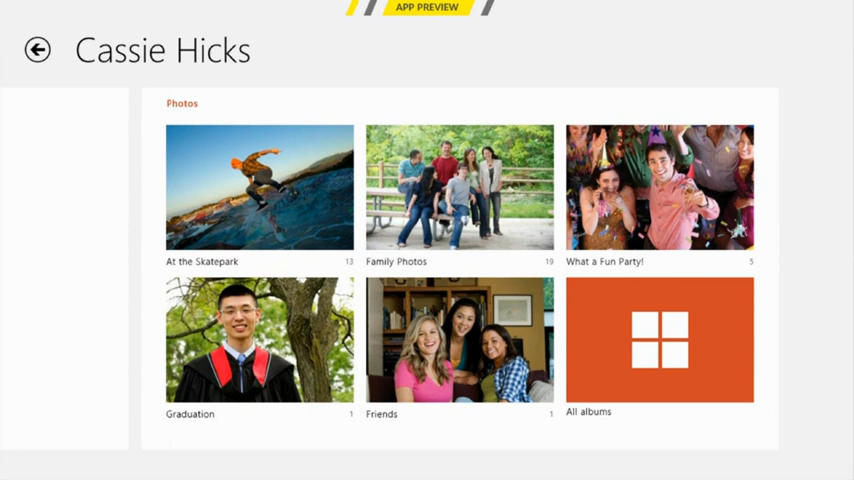 APP PREVIEW
Cassie Hicks
Photos
At the Skatepark 13
Family Photos 19
What a Fun Party! 5
Graduation 1
Friends 1
All albums